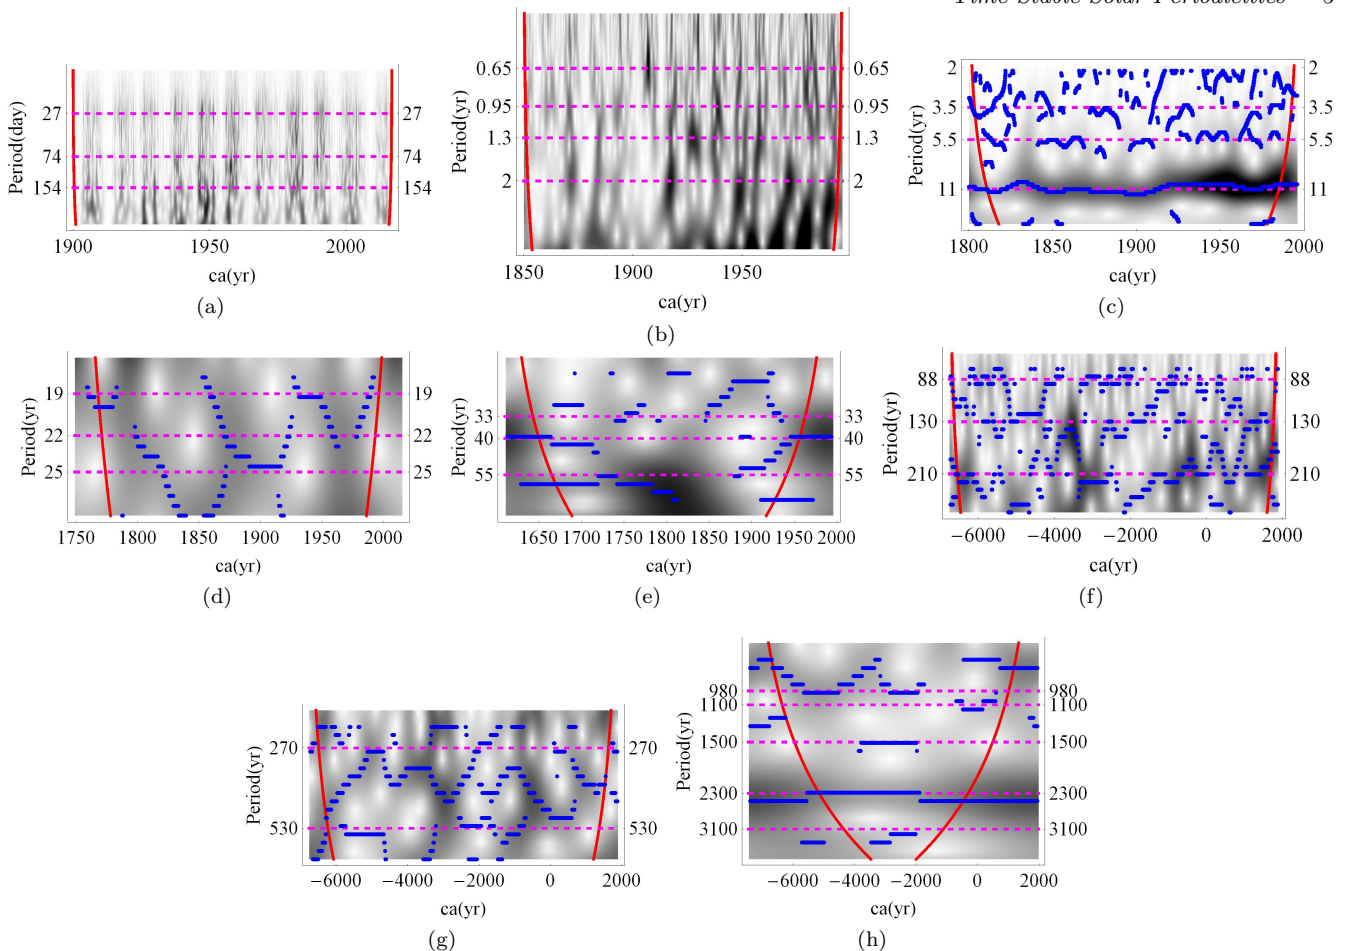 Time-Stable Solar Periodicities
Period(day)
27 27
74 74
154 154
1900 1950 2000
ca(yr)
(a)
Period(yr)
0.65 0.65
0.95 0.95
1.3 1.3
2 2
1850 1900 1950
ca(yr)
(b)
Period(yr)
2 2
3.5 3.5
5.5 5.5
11 11
1800 1850 1900 1950 2000
ca(yr)
(c)
Period(yr)
19 19
22 22
25 25
1750 1800 1850 1900 1950 2000
ca(yr)
(d)
Period(yr)
33 33
40 40
55 55
1650 1700 1750 1800 1850 1900 1950 2000
ca(yr)
(e)
Period(yr)
88 88
130 130
210 210
−6000 −4000 −2000 0 2000
ca(yr)
(f)
Period(yr)
270 270
530 530
−6000 −4000 −2000 0 2000
ca(yr)
(g)
Period(yr)
980 980
1100 1100
1500 1500
2300 2300
3100 3100
−6000 −4000 −2000 0 2000
ca(yr)
(h)